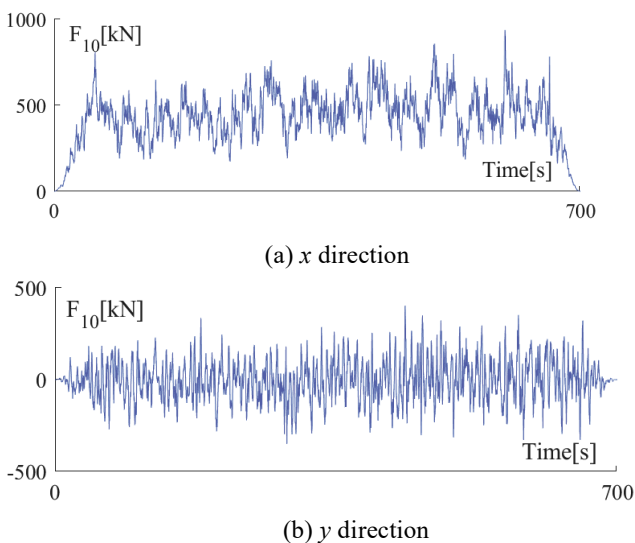 1000
F₁₀[kN]
500
Time[s]
0
0
700
(a) x direction
500
F₁₀[kN]
0
Time[s]
-500
0
700
(b) y direction